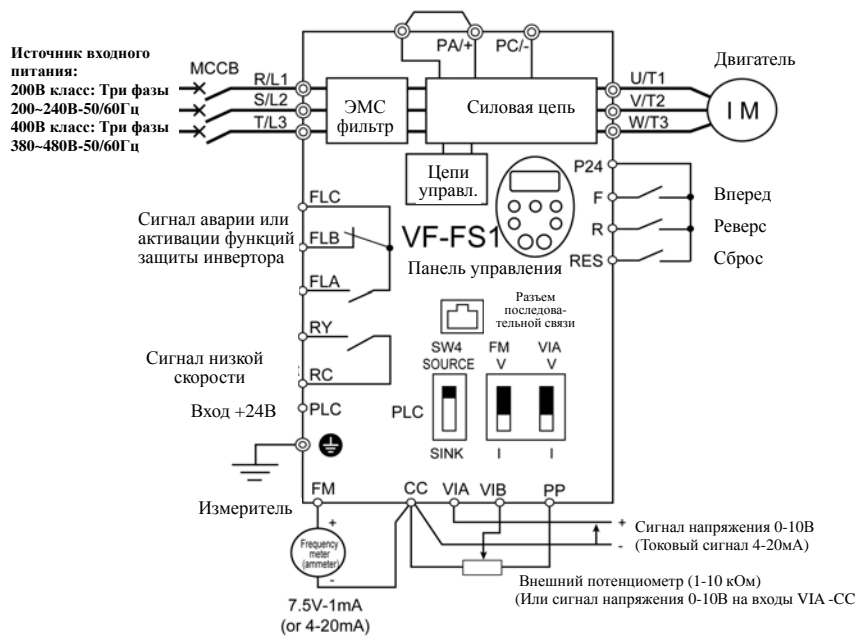 PA/+
PC/-
Источник входного
питания:
200В класс: Три фазы
200~240В-50/60Гц
400В класс: Три фазы
380~480В-50/60Гц
MCCB
R/L1
S/L2
T/L3
ЭМС
фильтр
Силовая цепь
U/T1
V/T2
W/T3
Двигатель
I M
Цепи
управл.
P24
F
R
RES
Вперед
Реверс
Сброс
FLC
FLB
FLA
Сигнал аварии или
активации функций
защиты инвертора
VF-FS1
Панель управления
Разъем
последова-
тельной связи
RY
RC
Сигнал низкой
скорости
Вход +24В
PLC
SW4
SOURCE
PLC
SINK
FM
V
I
VIA
V
I
Измеритель
FM
CC
VIA
VIB
PP
+
Frequency
meter
(ammeter)
-
7.5V-1mA
(or 4-20mA)
+ Сигнал напряжения 0-10В
- (Токовый сигнал 4-20мА)
Внешний потенциометр (1-10 кОм)
(Или сигнал напряжения 0-10В на входы VIA -CC